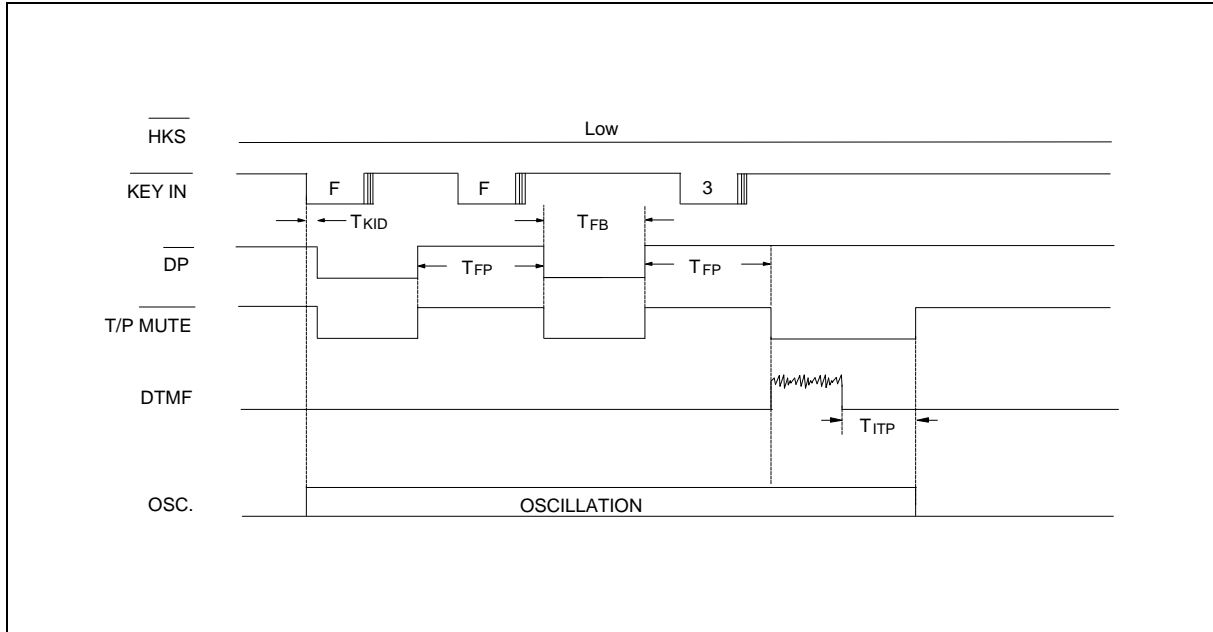 HKS
Low
KEY IN
F
F
3
TKID
TFB
DP
TFP
TFP
T/P MUTE
DTMF
TITP
OSC.
OSCILLATION